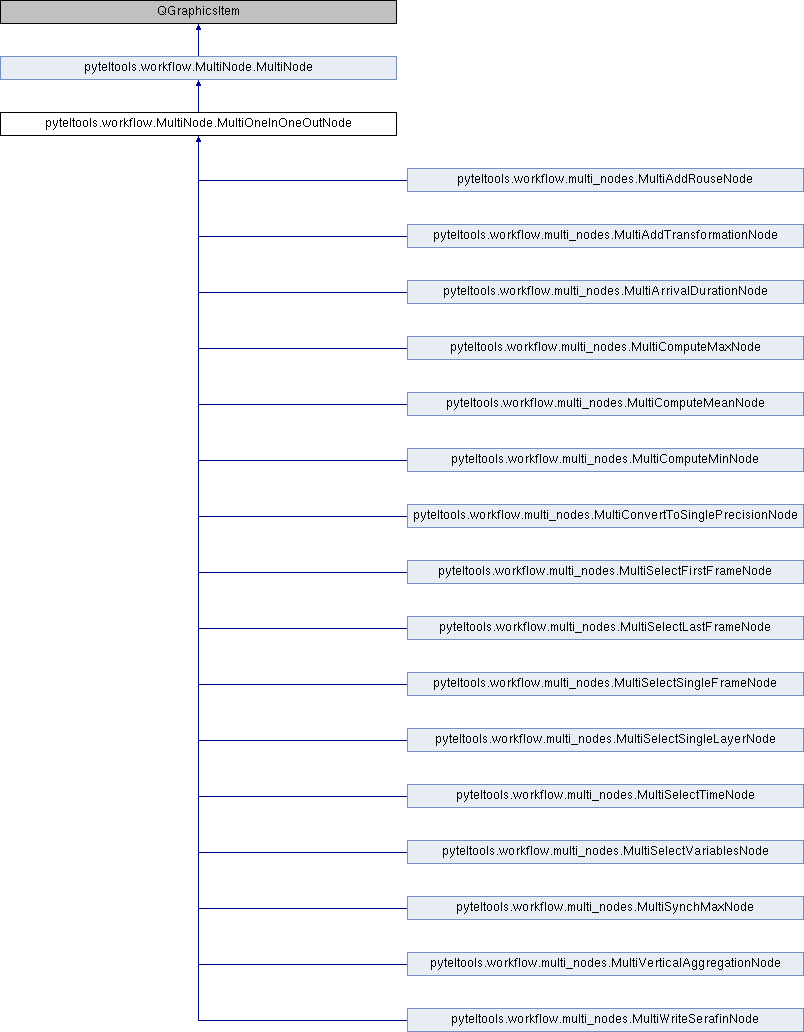 QGraphicsItem
pyteltools.workflow.MultiNode.MultiNode
pyteltools.workflow.MultiNode.MultiOneInOneOutNode
pyteltools.workflow.multi_nodes.MultiAddRouseNode
pyteltools.workflow.multi_nodes.MultiAddTransformationNode
pyteltools.workflow.multi_nodes.MultiArrivalDurationNode
pyteltools.workflow.multi_nodes.MultiComputeMaxNode
pyteltools.workflow.multi_nodes.MultiComputeMeanNode
pyteltools.workflow.multi_nodes.MultiComputeMinNode
pyteltools.workflow.multi_nodes.MultiConvertToSinglePrecisionNode
pyteltools.workflow.multi_nodes.MultiSelectFirstFrameNode
pyteltools.workflow.multi_nodes.MultiSelectLastFrameNode
pyteltools.workflow.multi_nodes.MultiSelectSingleFrameNode
pyteltools.workflow.multi_nodes.MultiSelectSingleLayerNode
pyteltools.workflow.multi_nodes.MultiSelectTimeNode
pyteltools.workflow.multi_nodes.MultiSelectVariablesNode
pyteltools.workflow.multi_nodes.MultiSynchMaxNode
pyteltools.workflow.multi_nodes.MultiVerticalAggregationNode
pyteltools.workflow.multi_nodes.MultiWriteSerafinNode